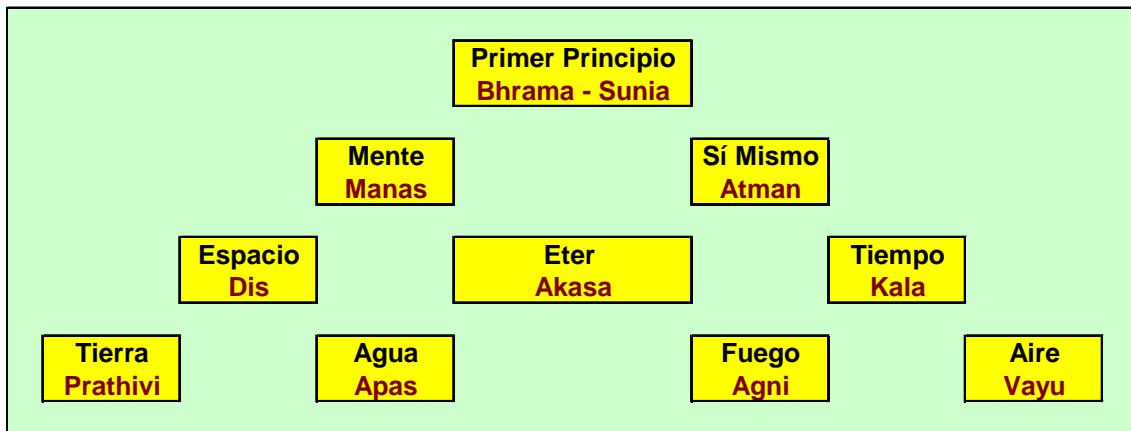 Primer Principio
Bhrama - Sunia
Mente
Manas
Sí Mismo
Atman
Espacio
Dis
Eter
Akasa
Tiempo
Kala
Tierra
Prathivi
Agua
Apas
Fuego
Agni
Aire
Vayu